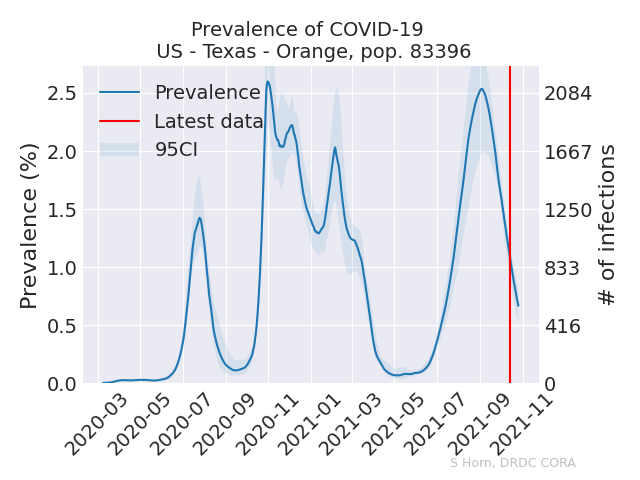 Prevalence of COVID-19
US - Texas - Orange, pop. 83396
Prevalence
Latest data
95CI
Prevalence (%)
2.5
2.0
1.5
1.0
0.5
0.0
2084
1667
1250
833
416
0
# of infections
2020-03
2020-05
2020-07
2020-09
2020-11
2021-01
2021-03
2021-05
2021-07
2021-09
2021-11
S Horn, DRDC CORA